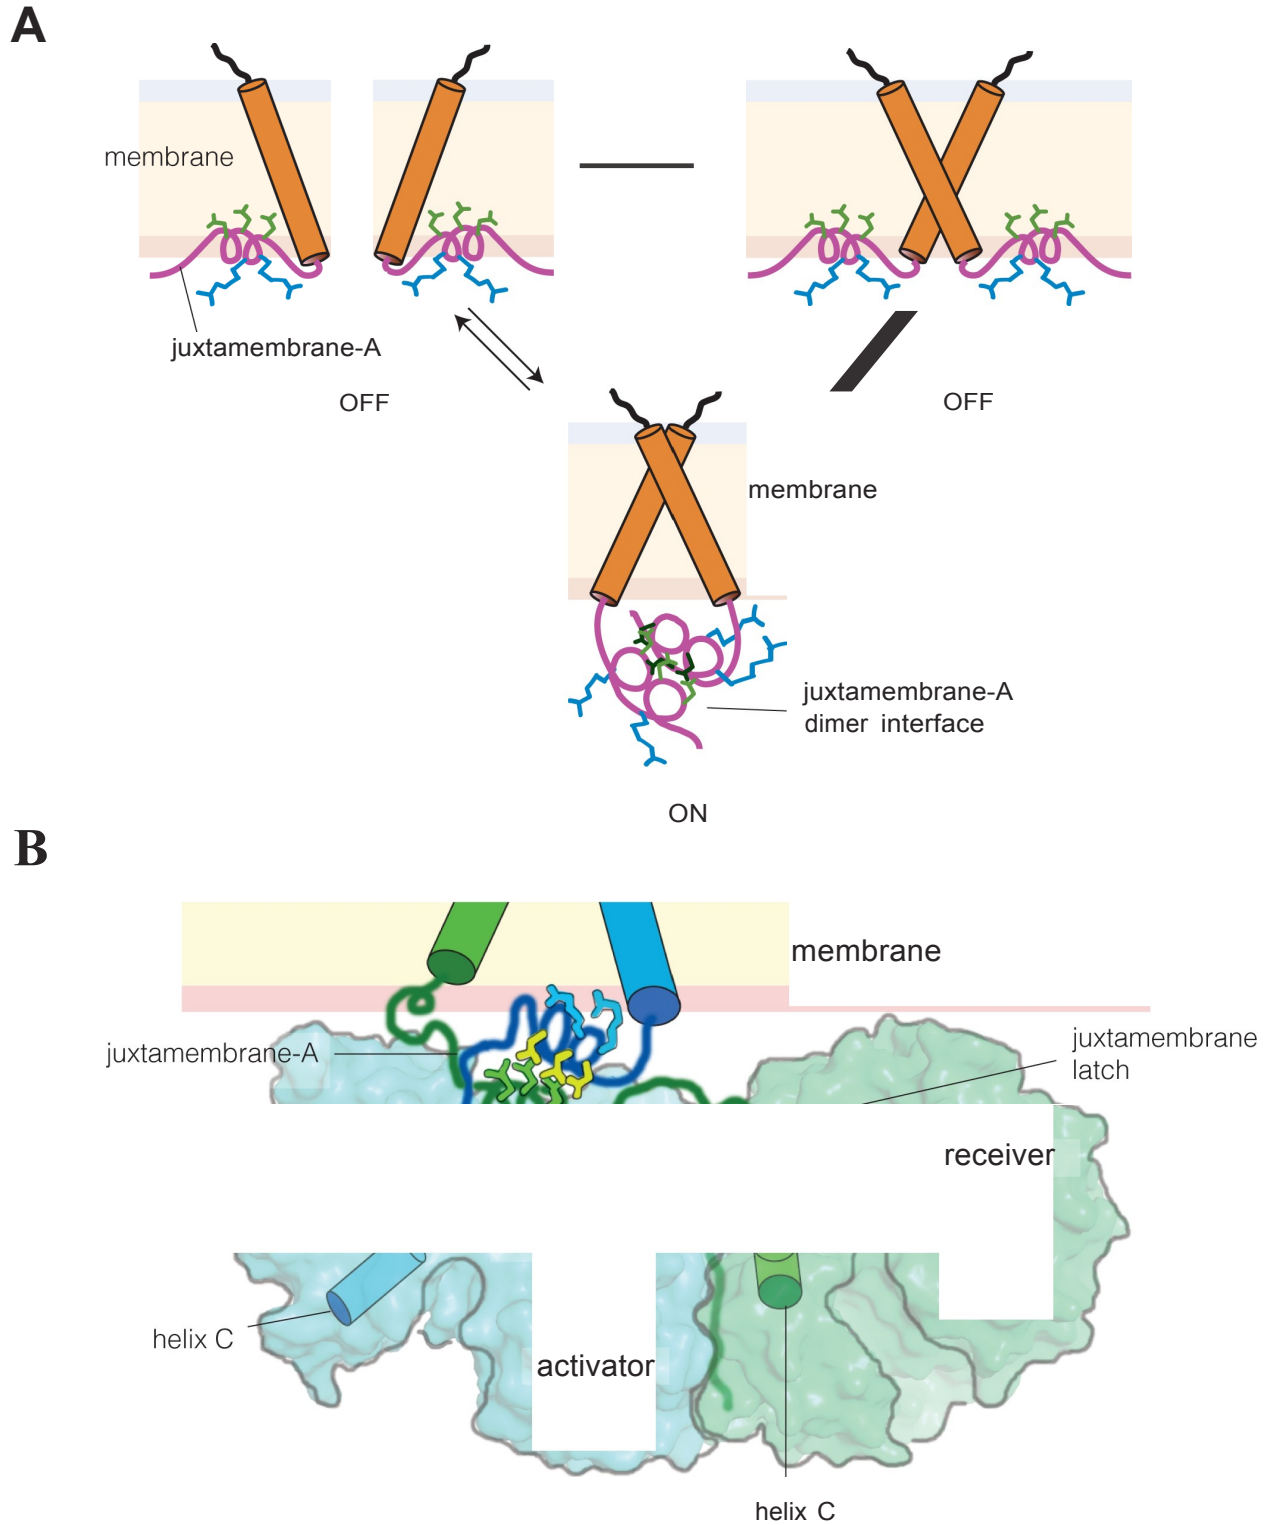 A
membrane
juxtamembrane-A
OFF
OFF
membrane
juxtamembrane-A
dimer interface
ON
B
membrane
juxtamembrane-A
juxtamembrane
latch
receiver
helix C
activator
helix C